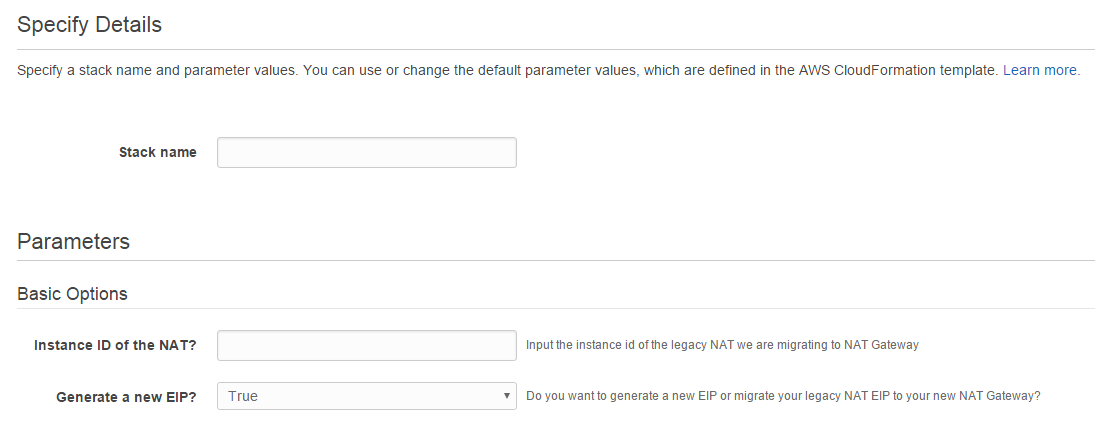 Specify Details
Specify a stack name and parameter values. You can use or change the default parameter values, which are defined in the AWS CloudFormation template. Learn more.
Stack name
Parameters
Basic Options
Instance ID of the NAT? Input the instance id of the legacy NAT we are migrating to NAT Gateway
Generate a new EIP? True Do you want to generate a new EIP or migrate your legacy NAT EIP to your new NAT Gateway?